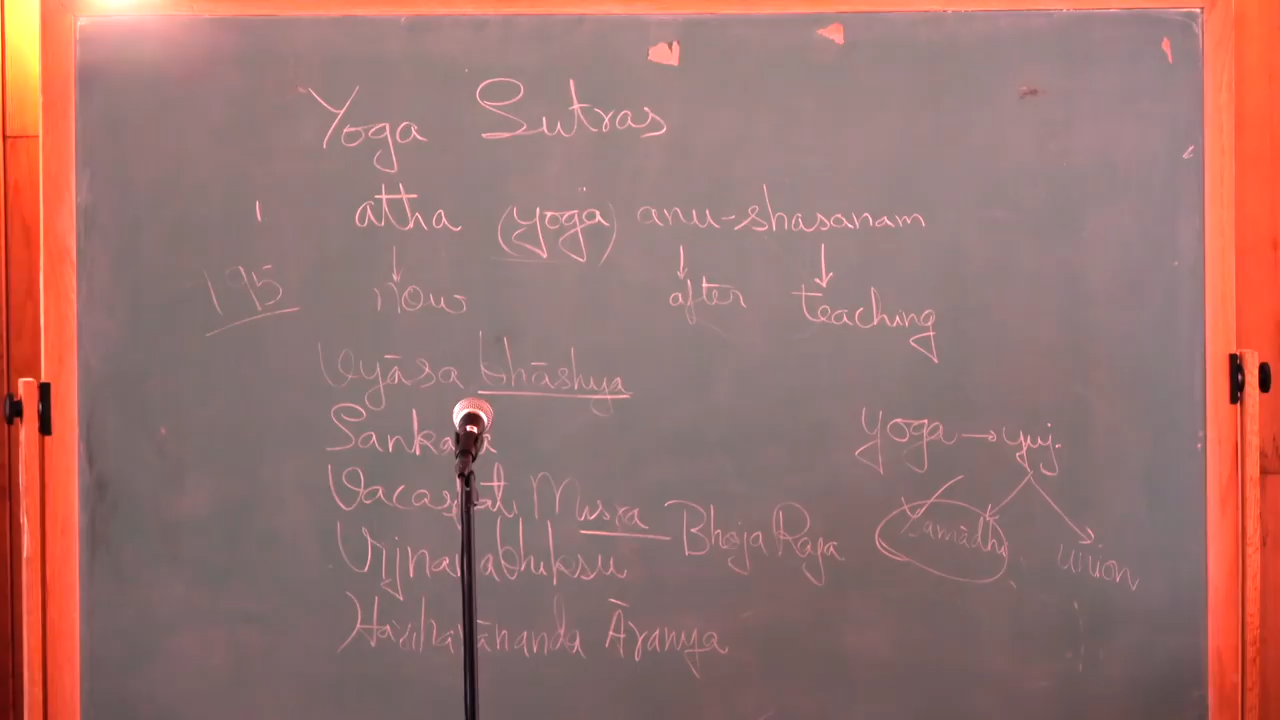 Yoga Sutras
1 atha (yoga) anu-shasanam
195 now after teaching
Vyāsa bhāshya
Sankara
yoga → yuj.
Vacaspati Misra Bhoja Raja
Samādhi union
Vijnanabhiksu
Hariharānanda Āranya